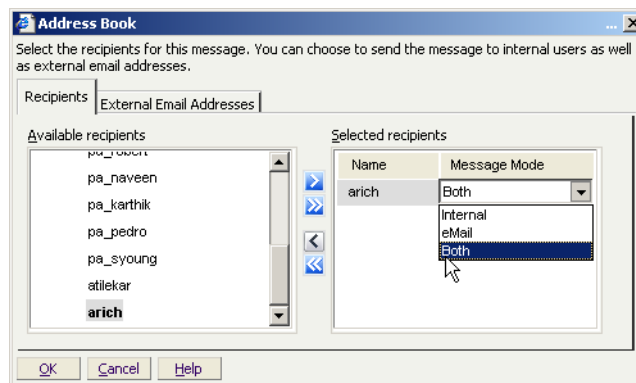 Address Book
Select the recipients for this message. You can choose to send the message to internal users as well
as external email addresses.
Recipients
External Email Addresses
Available recipients
pa_robert
pa_naveen
pa_karthik
pa_pedro
pa_syoung
atilekar
arich
Selected recipients
Name Message Mode
arich Both
Internal
eMail
Both
OK Cancel Help